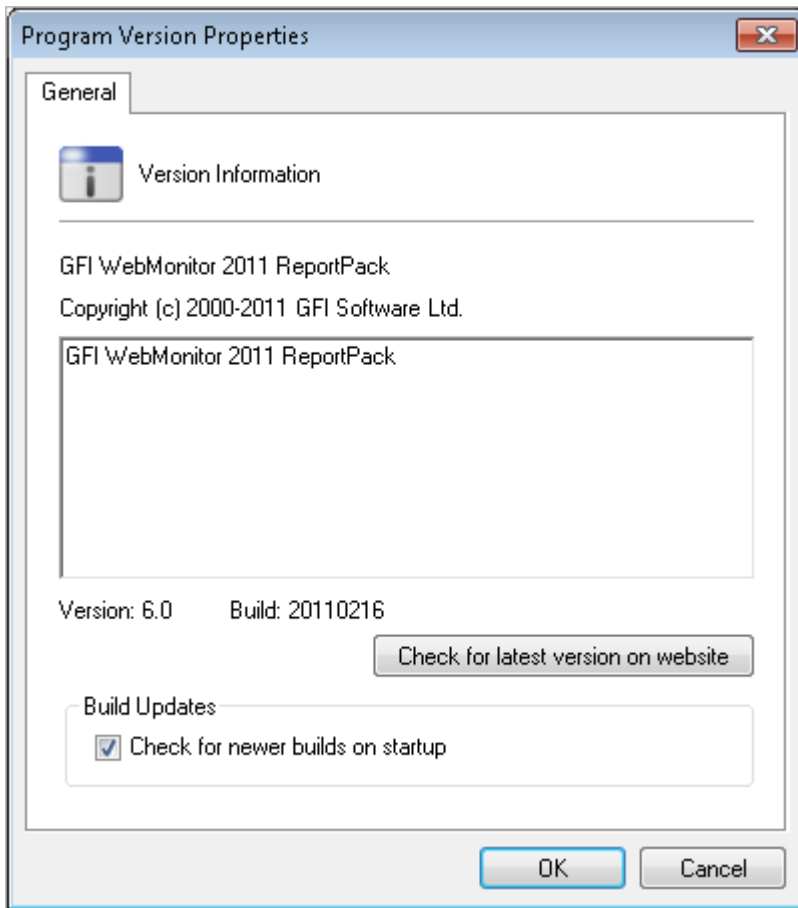 Program Version Properties
General
Version Information
GFI WebMonitor 2011 ReportPack
Copyright (c) 2000-2011 GFI Software Ltd.
GFI WebMonitor 2011 ReportPack
Version: 6.0 Build: 20110216
Check for latest version on website
Build Updates
Check for newer builds on startup
OK Cancel